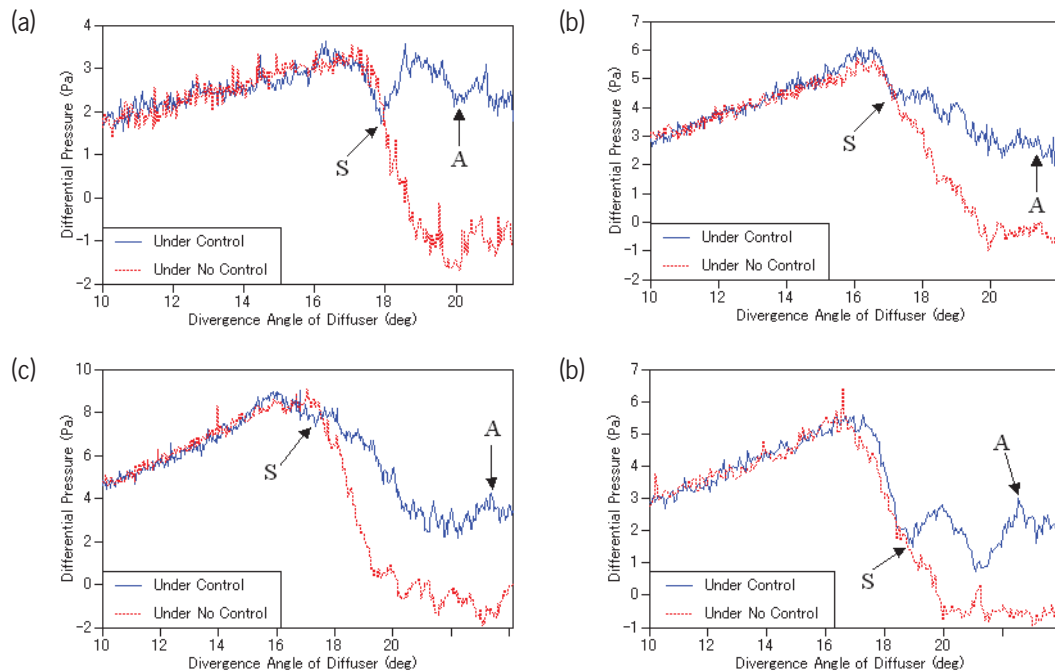 (a)
Differential Pressure (Pa)
4
3
2
1
0
-1
-2
S
A
Under Control
Under No Control
10 12 14 16 18 20
Divergence Angle of Diffuser (deg)
(b)
Differential Pressure (Pa)
7
6
5
4
3
2
1
0
-1
-2
S
A
Under Control
Under No Control
10 12 14 16 18 20
Divergence Angle of Diffuser (deg)
(c)
Differential Pressure (Pa)
10
8
6
4
2
0
-2
S
A
Under Control
Under No Control
10 12 14 16 18 20
Divergence Angle of Diffuser (deg)
(b)
Differential Pressure (Pa)
7
6
5
4
3
2
1
0
-1
A
S
Under Control
Under No Control
10 12 14 16 18 20
Divergence Angle of Diffuser (deg)